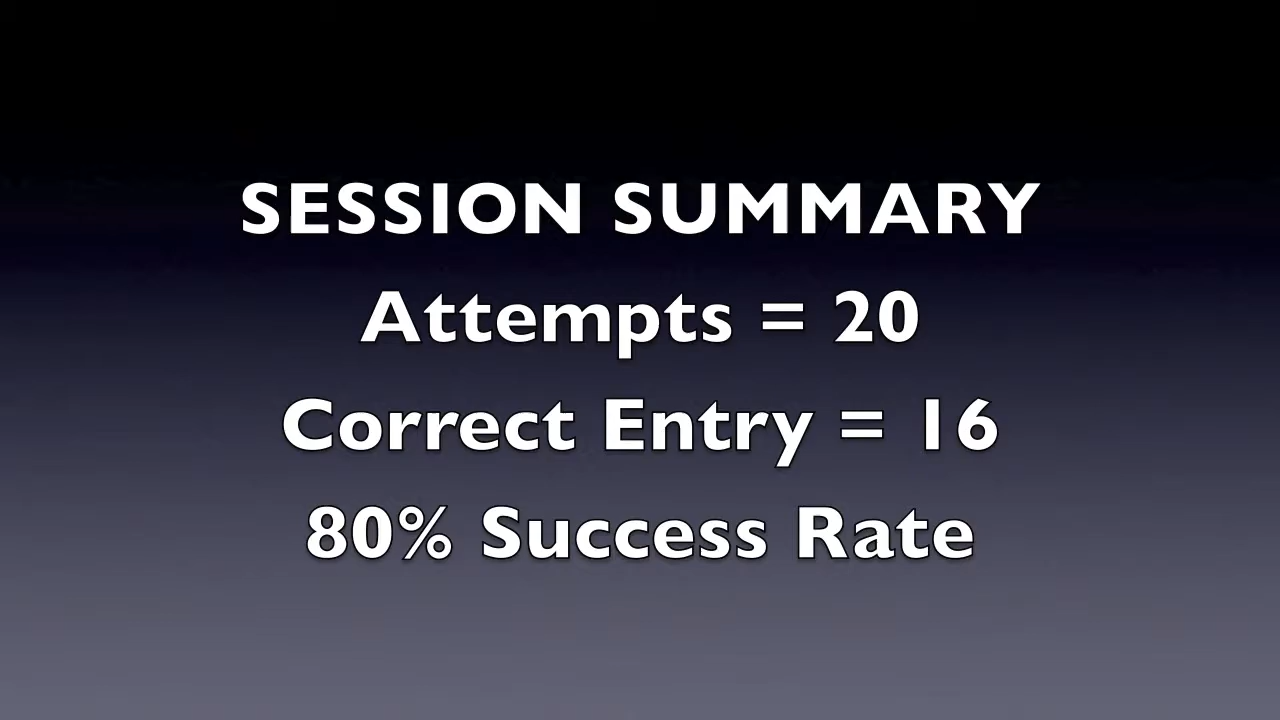 SESSION SUMMARY
Attempts = 20
Correct Entry = 16
80% Success Rate